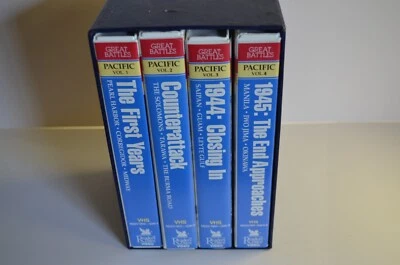 GREAT
BATTLES
PACIFIC
VOL. 1
The First Years
PEARL HARBOR • CORREGIDOR • MIDWAY
VHS
GREAT
BATTLES
PACIFIC
VOL. 2
Counterattack
THE SOLOMONS • TARAWA • THE BURMA ROAD
VHS
GREAT
BATTLES
PACIFIC
VOL. 3
1944: Closing In
SAIPAN • GUAM • LEYTE GULF
VHS
GREAT
BATTLES
PACIFIC
VOL. 4
1945: The End Approaches
MANILA • IWO JIMA • OKINAWA
VHS